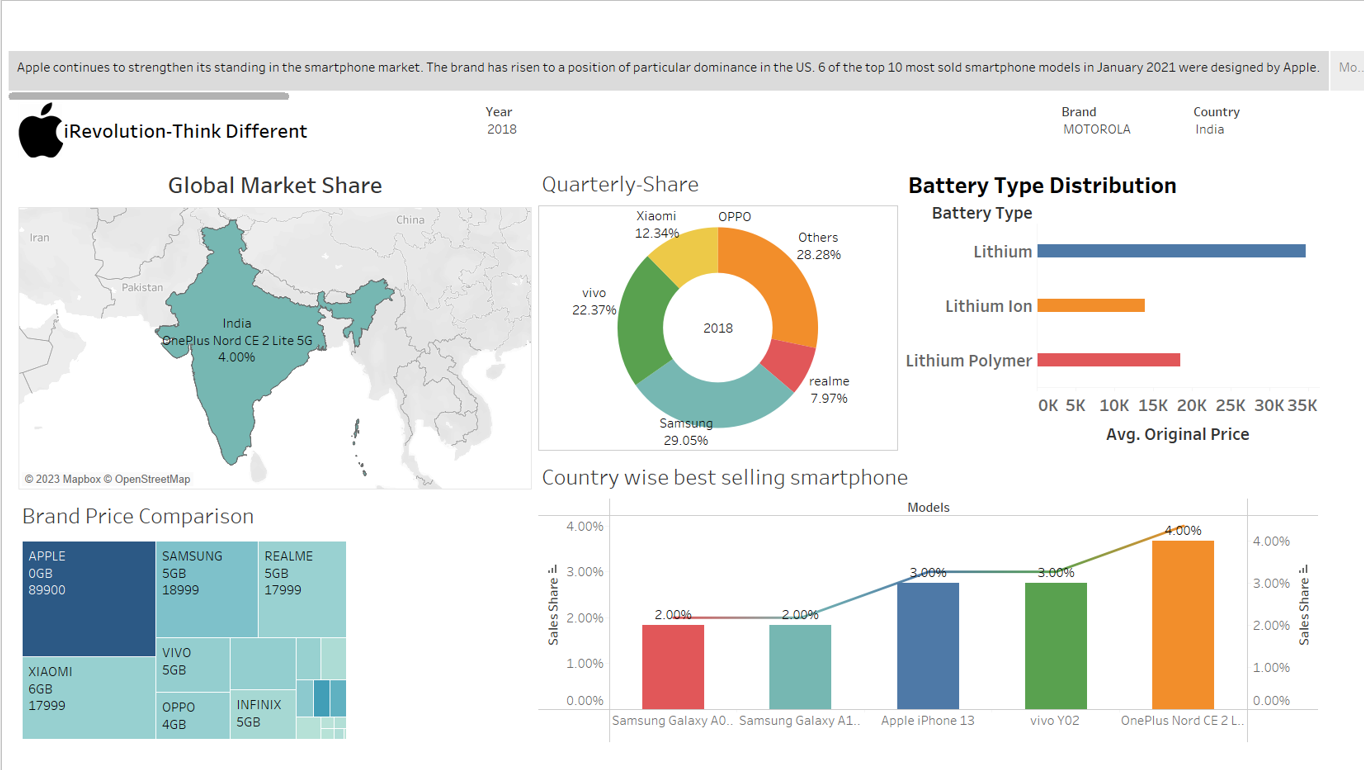 Apple continues to strengthen its standing in the smartphone market. The brand has risen to a position of particular dominance in the US. 6 of the top 10 most sold smartphone models in January 2021 were designed by Apple.
Mo..
iRevolution-Think Different
Year
2018
Brand
MOTOROLA
Country
India
Global Market Share
Iran
China
Pakistan
India
OnePlus Nord CE 2 Lite 5G
4.00%
© 2023 Mapbox © OpenStreetMap
Quarterly-Share
Xiaomi
12.34%
OPPO
Others
28.28%
vivo
22.37%
2018
realme
7.97%
Samsung
29.05%
Battery Type Distribution
Battery Type
Lithium
Lithium Ion
Lithium Polymer
0K 5K 10K 15K 20K 25K 30K 35K
Avg. Original Price
Brand Price Comparison
APPLE
0GB
89900
SAMSUNG
5GB
18999
REALME
5GB
17999
XIAOMI
6GB
17999
VIVO
5GB
OPPO
4GB
INFINIX
5GB
Country wise best selling smartphone
Models
4.00%
3.00%
2.00%
1.00%
0.00%
Sales Share
2.00%
2.00%
3.00%
3.00%
4.00%
4.00%
3.00%
2.00%
1.00%
0.00%
Sales Share
Samsung Galaxy A0..
Samsung Galaxy A1..
Apple iPhone 13
vivo Y02
OnePlus Nord CE 2 L..